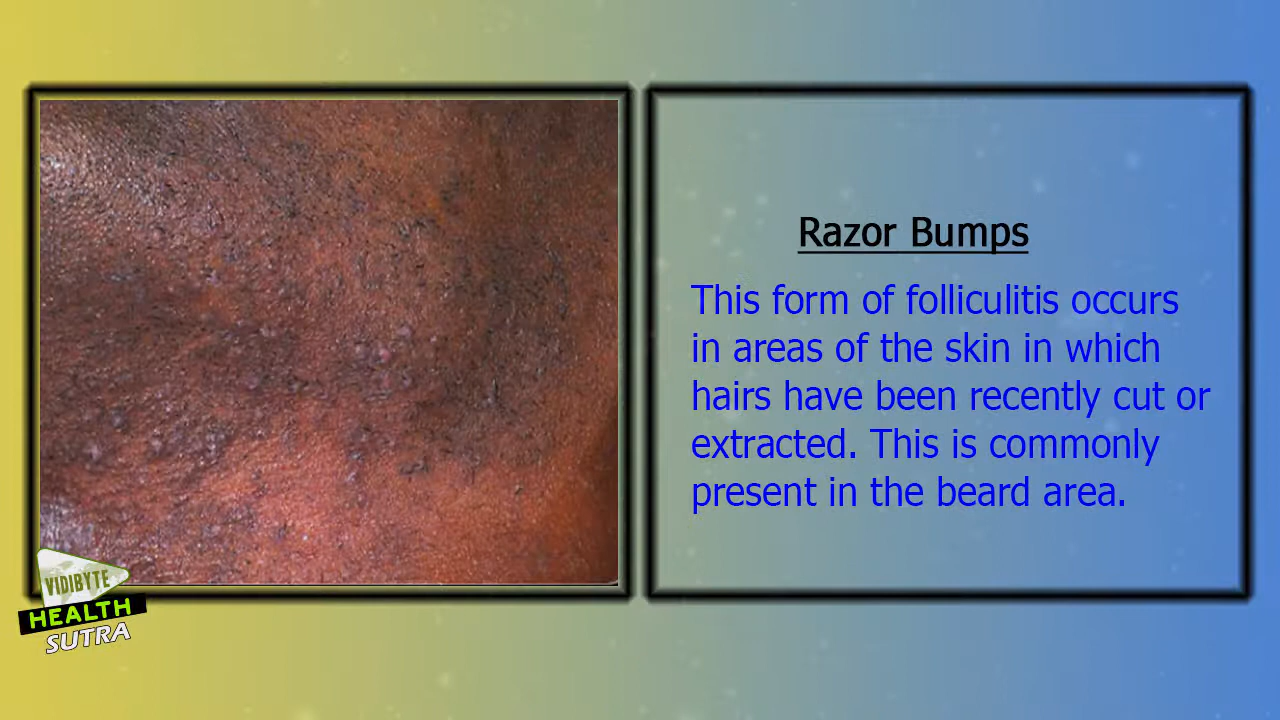 Razor Bumps
This form of folliculitis occurs
in areas of the skin in which
hairs have been recently cut or
extracted. This is commonly
present in the beard area.
VIDIBYTE
HEALTH
SUTRA